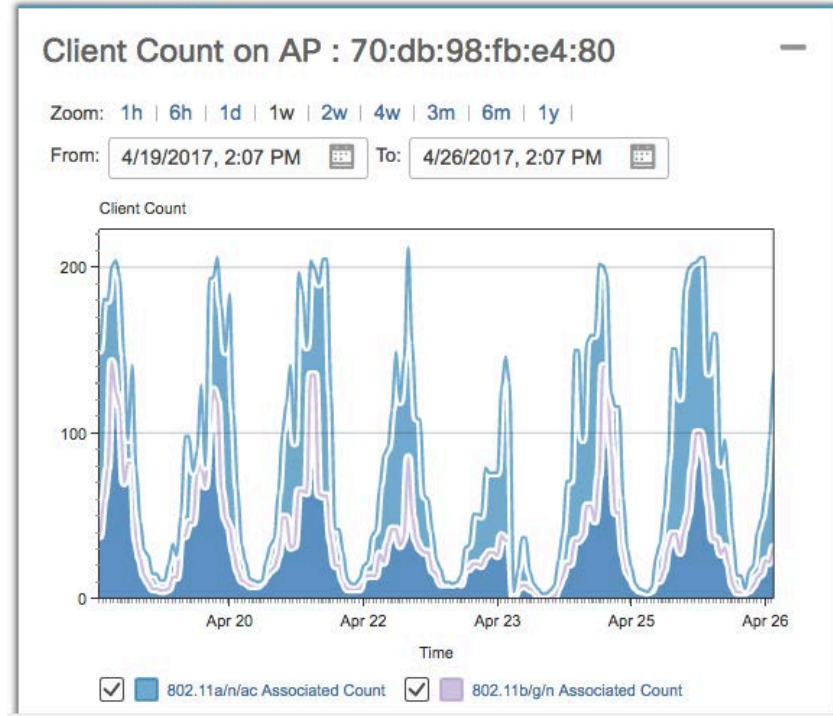 Client Count on AP : 70:db:98:fb:e4:80
Zoom: 1h | 6h | 1d | 1w | 2w | 4w | 3m | 6m | 1y |
From: 4/19/2017, 2:07 PM To: 4/26/2017, 2:07 PM
Client Count
200
100
0
Apr 20 Apr 22 Apr 23 Apr 25 Apr 26
Time
802.11a/n/ac Associated Count 802.11b/g/n Associated Count